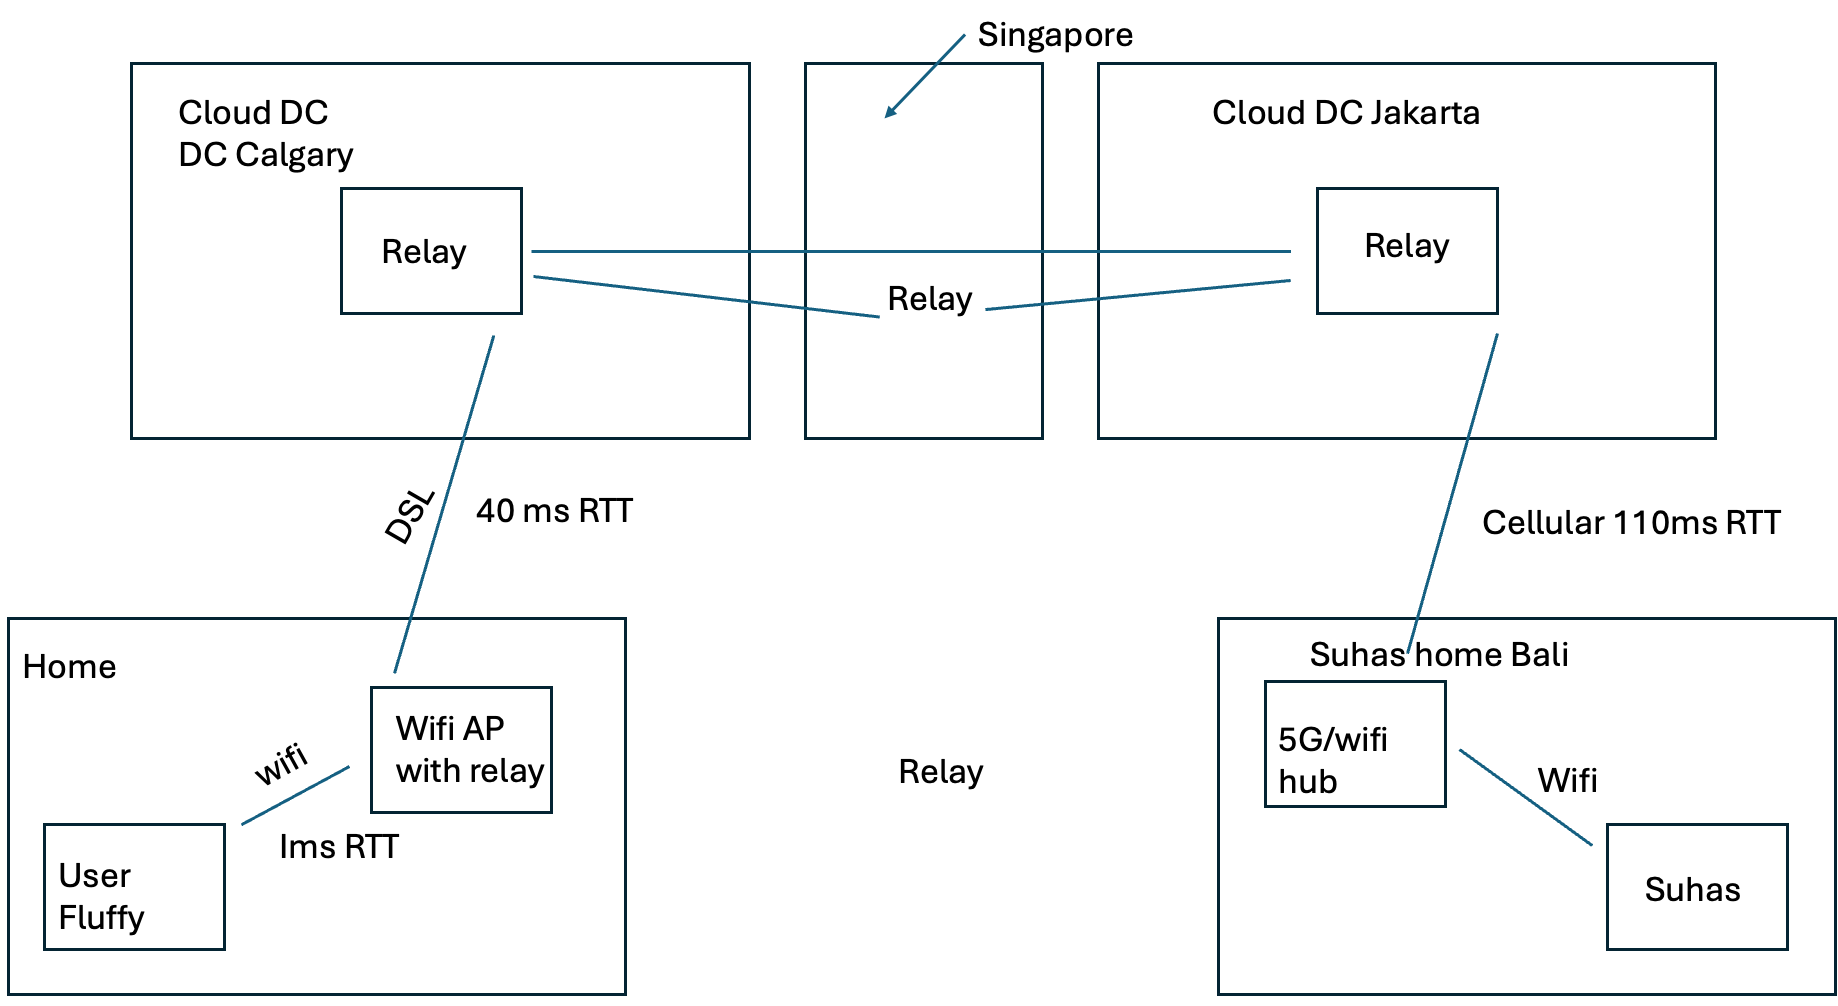 Singapore
Cloud DC
DC Calgary
Cloud DC Jakarta
Relay
Relay
Relay
DSL
40 ms RTT
Cellular 110ms RTT
Home
Suhas home Bali
Wifi AP
with relay
wifi
Ims RTT
User
Fluffy
Relay
5G/wifi
hub
Wifi
Suhas